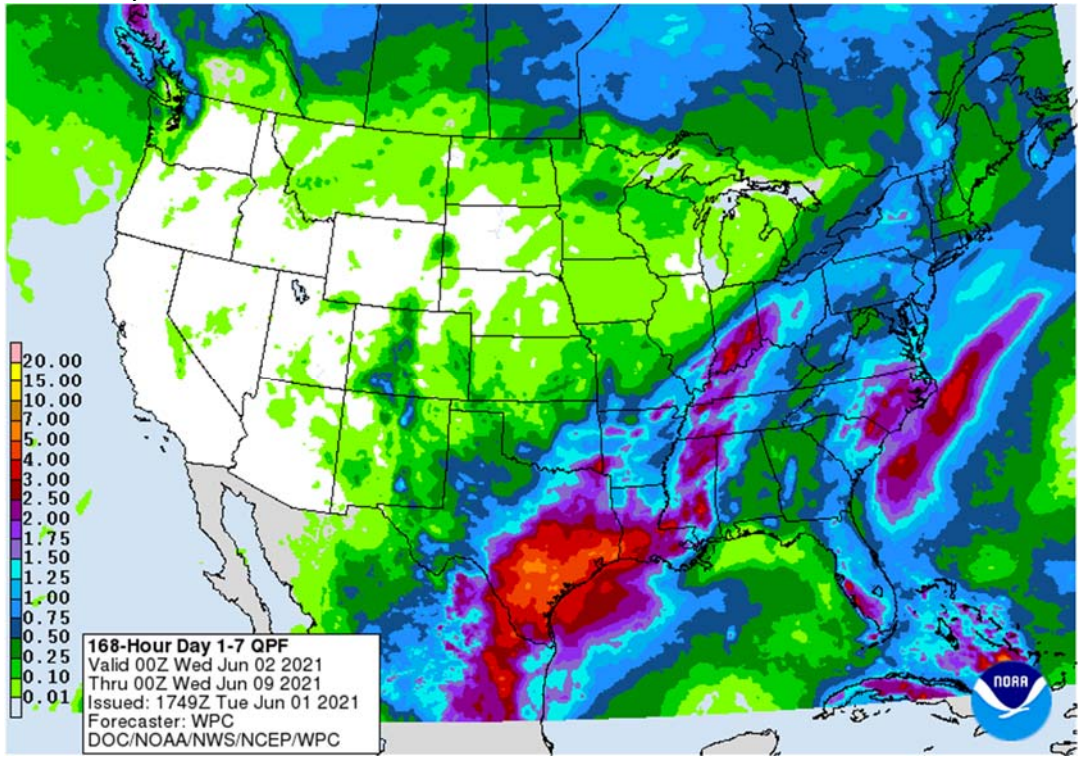 20.00
15.00
10.00
7.00
5.00
4.00
3.00
2.50
2.00
1.75
1.50
1.25
1.00
0.75
0.50
0.25
0.10
0.01
168-Hour Day 1-7 QPF
Valid 00Z Wed Jun 02 2021
Thru 00Z Wed Jun 09 2021
Issued: 1749Z Tue Jun 01 2021
Forecaster: WPC
DOC/NOAA/NWS/NCEP/WPC
NOAA